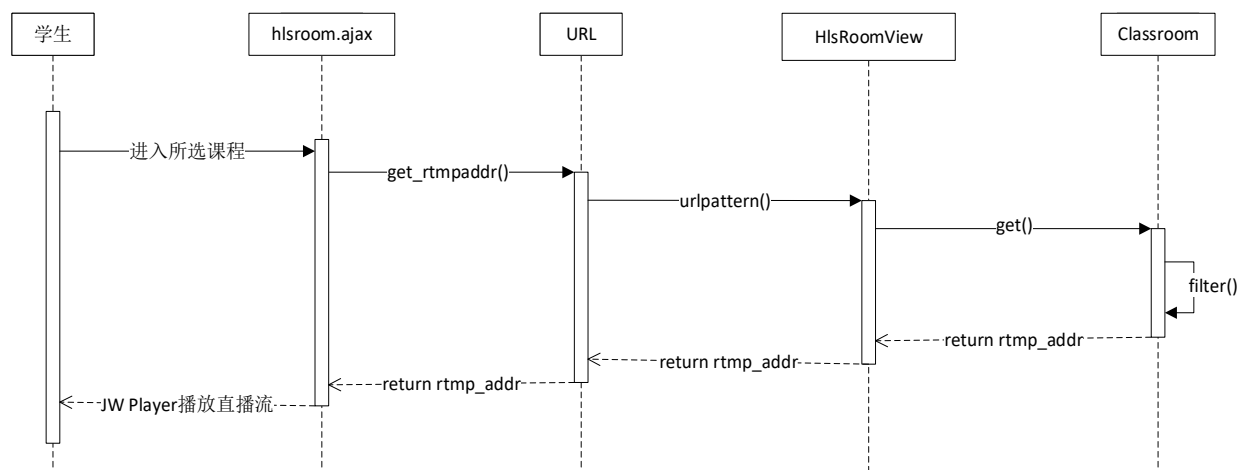 学生
hlsroom.ajax
URL
HlsRoomView
Classroom
进入所选课程
get_rtmpaddr()
urlpattern()
get()
filter()
return rtmp_addr
return rtmp_addr
return rtmp_addr
JW Player播放直播流